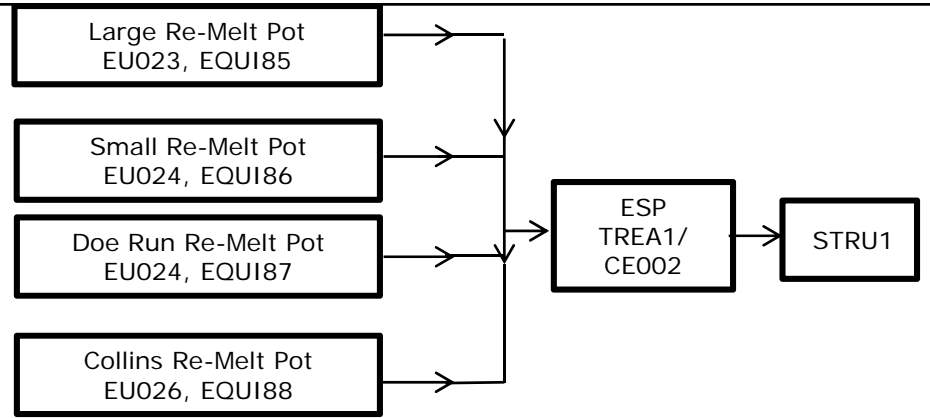 Large Re-Melt Pot
EU023, EQUI85
Small Re-Melt Pot
EU024, EQUI86
Doe Run Re-Melt Pot
EU024, EQUI87
Collins Re-Melt Pot
EU026, EQUI88
ESP
TREA1/
CE002
STRU1